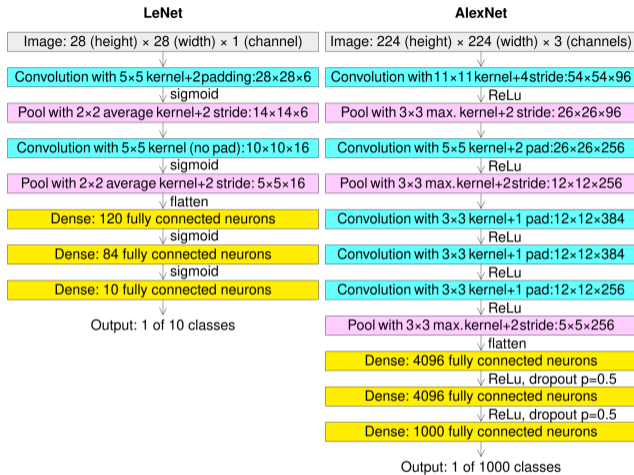 LeNet
Image: 28 (height) × 28 (width) × 1 (channel)
Convolution with 5×5 kernel+2padding:28×28×6
sigmoid
Pool with 2×2 average kernel+2 stride:14×14×6
Convolution with 5×5 kernel (no pad):10×10×16
sigmoid
Pool with 2×2 average kernel+2 stride: 5×5×16
flatten
Dense: 120 fully connected neurons
sigmoid
Dense: 84 fully connected neurons
sigmoid
Dense: 10 fully connected neurons
Output: 1 of 10 classes
AlexNet
Image: 224 (height) × 224 (width) × 3 (channels)
Convolution with 11×11 kernel+4 stride:54×54×96
ReLu
Pool with 3×3 max. kernel+2 stride: 26×26×96
Convolution with 5×5 kernel+2 pad:26×26×256
ReLu
Pool with 3×3 max.kernel+2stride:12×12×256
Convolution with 3×3 kernel+1 pad:12×12×384
ReLu
Convolution with 3×3 kernel+1 pad:12×12×384
ReLu
Convolution with 3×3 kernel+1 pad:12×12×256
ReLu
Pool with 3×3 max.kernel+2stride:5×5×256
flatten
Dense: 4096 fully connected neurons
ReLu, dropout p=0.5
Dense: 4096 fully connected neurons
ReLu, dropout p=0.5
Dense: 1000 fully connected neurons
Output: 1 of 1000 classes